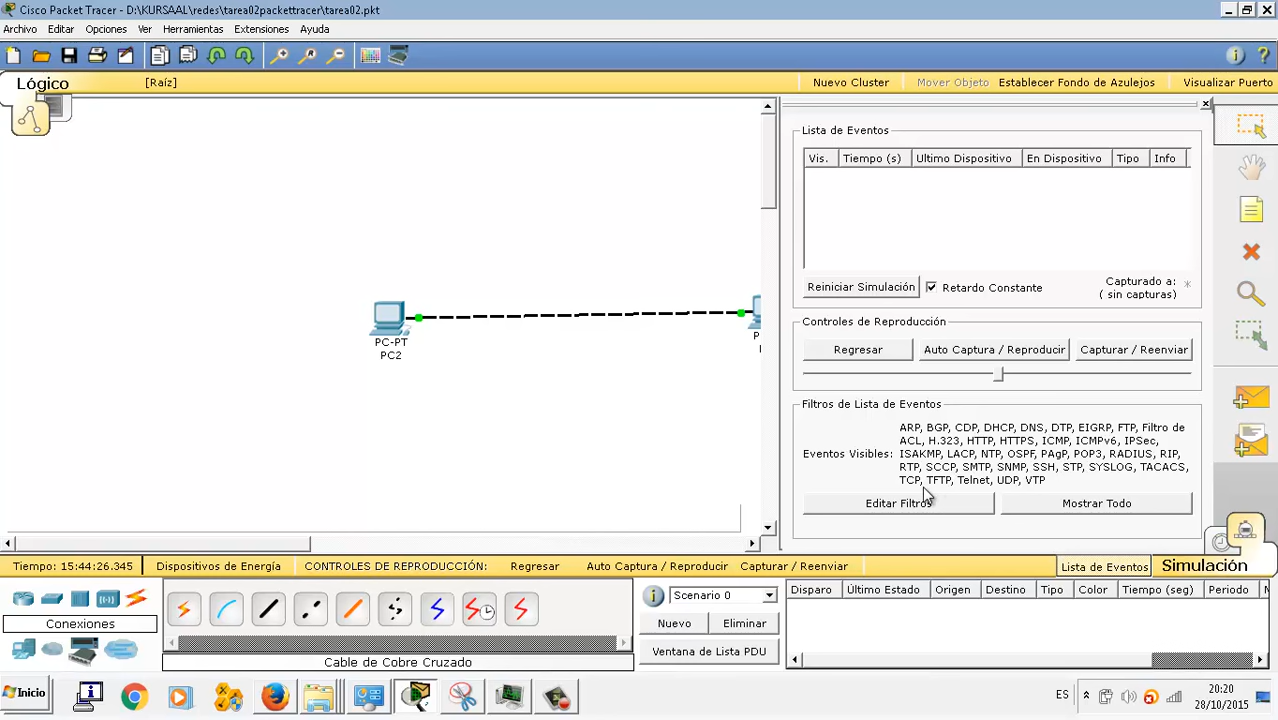 Cisco Packet Tracer - D:\KURSAAL\redes\tarea02packettracer\tarea02.pkt
Archivo Editar Opciones Ver Herramientas Extensiones Ayuda
Lógico [Raíz] Nuevo Cluster Mover Objeto Establecer Fondo de Azulejos Visualizar Puerto
Lista de Eventos
Vis. Tiempo (s) Ultimo Dispositivo En Dispositivo Tipo Info
Reiniciar Simulación Retardo Constante Capturado a: *
( sin capturas)
Controles de Reproducción
Regresar Auto Captura / Reproducir Capturar / Reenviar
PC-PT
PC2
P
Filtros de Lista de Eventos
Eventos Visibles:
ARP, BGP, CDP, DHCP, DNS, DTP, EIGRP, FTP, Filtro de
ACL, H.323, HTTP, HTTPS, ICMP, ICMPv6, IPSec,
ISAKMP, LACP, NTP, OSPF, PAgP, POP3, RADIUS, RIP,
RTP, SCCP, SMTP, SNMP, SSH, STP, SYSLOG, TACACS,
TCP, TFTP, Telnet, UDP, VTP
Editar Filtros Mostrar Todo
Tiempo: 15:44:26.345 Dispositivos de Energía CONTROLES DE REPRODUCCIÓN: Regresar Auto Captura / Reproducir Capturar / Reenviar Lista de Eventos Simulación
Conexiones
Cable de Cobre Cruzado
Scenario 0
Nuevo Eliminar
Ventana de Lista PDU
Disparo Último Estado Origen Destino Tipo Color Tiempo (seg) Periodo
Inicio ES 20:20
28/10/2015